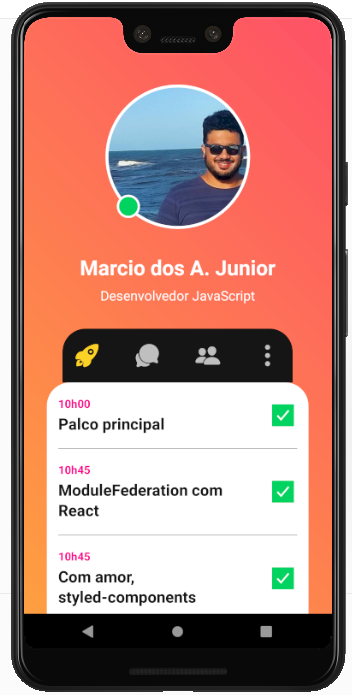 Marcio dos A. Junior
Desenvolvedor JavaScript
10h00
Palco principal
10h45
ModuleFederation com
React
10h45
Com amor,
styled-components